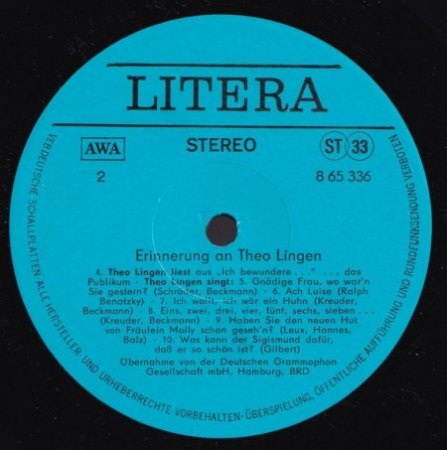 LITERA
AWA
STEREO
ST 33
2
8 65 336
Erinnerung an Theo Lingen
4. Theo Lingen liest aus „Ich bewundere . . ." . . . das
Publikum · Theo Lingen singt: 5. Gnädige Frau, wo war'n
Sie gestern? (Schröder, Beckmann) · 6. Ach Luise (Ralph
Benatzky) · 7. Ich wollt, ich wär ein Huhn (Kreuder,
Beckmann) · 8. Eins, zwei, drei, vier, fünf, sechs, sieben . . .
(Kreuder, Beckmann) · 9. Haben Sie den neuen Hut
von Fräulein Molly schon geseh'n? (Leux, Hannes,
Balz) · 10. Was kann der Sigismund dafür,
daß er so schön ist? (Gilbert)
Übernahme von der Deutschen Grammophon
Gesellschaft mbH, Hamburg, BRD
VEB DEUTSCHE SCHALLPLATTEN ALLE HERSTELLER- UND URHEBERRECHTE VORBEHALTEN · ÜBERSPIELUNG, ÖFFENTLICHE AUFFÜHRUNG UND RUNDFUNKSENDUNG VERBOTEN